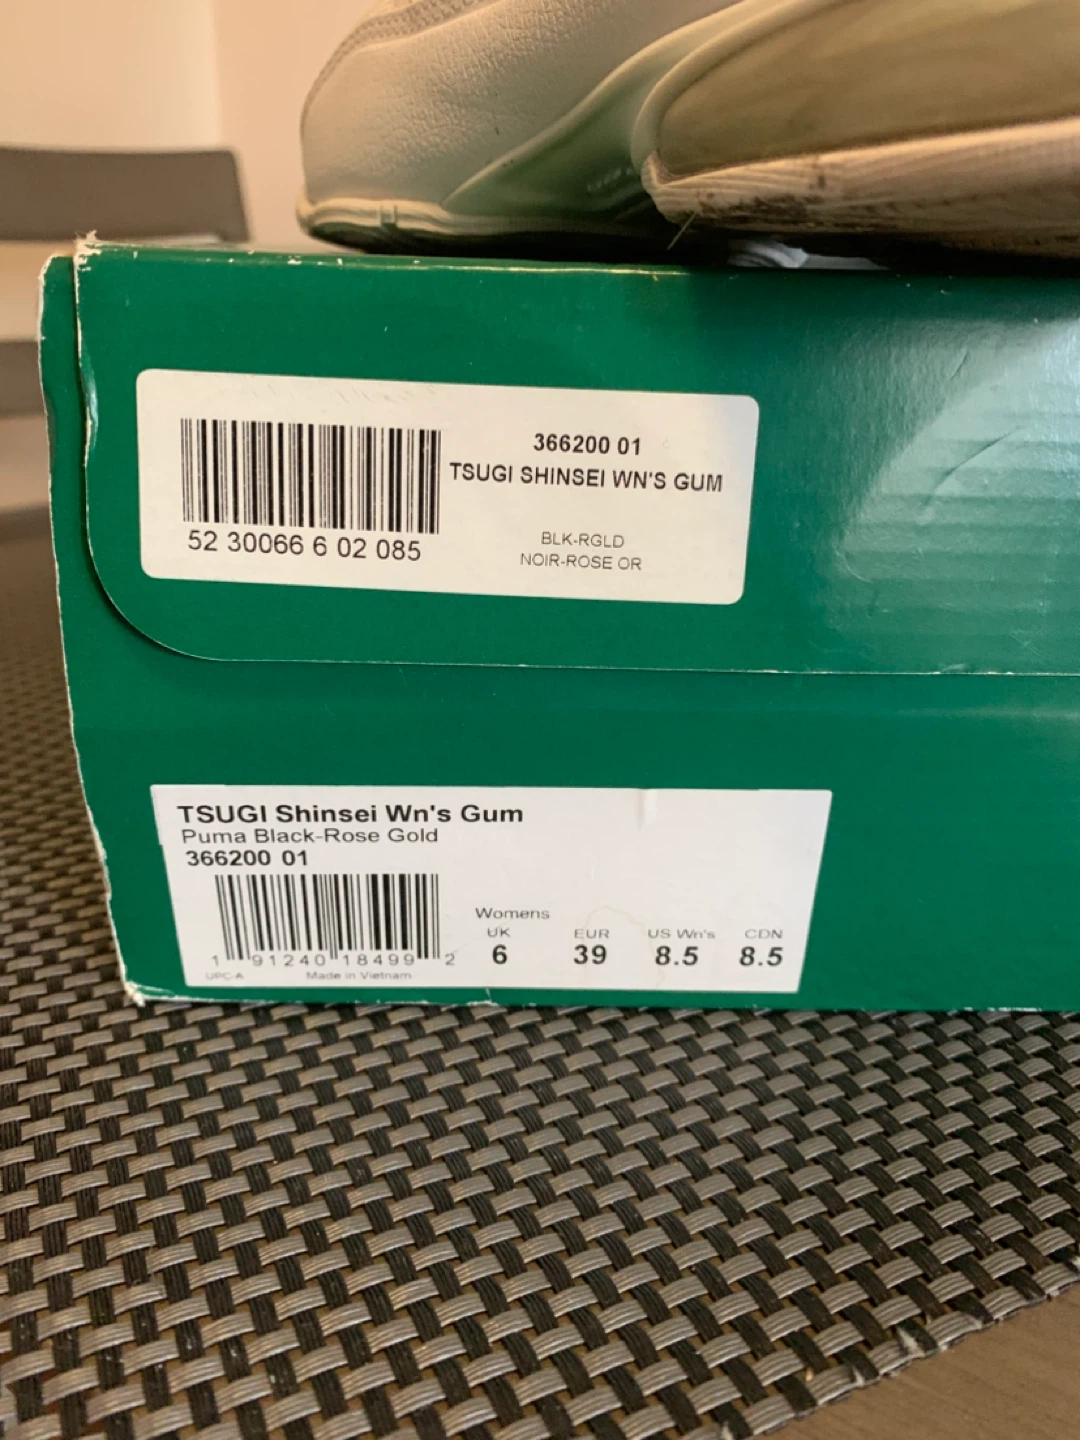 366200 01
TSUGI SHINSEI WN'S GUM
BLK-RGLD
NOIR-ROSE OR
52 30066 6 02 085
TSUGI Shinsei Wn's Gum
Puma Black-Rose Gold
366200 01
1 91240 18499 2
UPC-A
Made in Vietnam
Womens
UK EUR US Wn's CDN
6 39 8.5 8.5